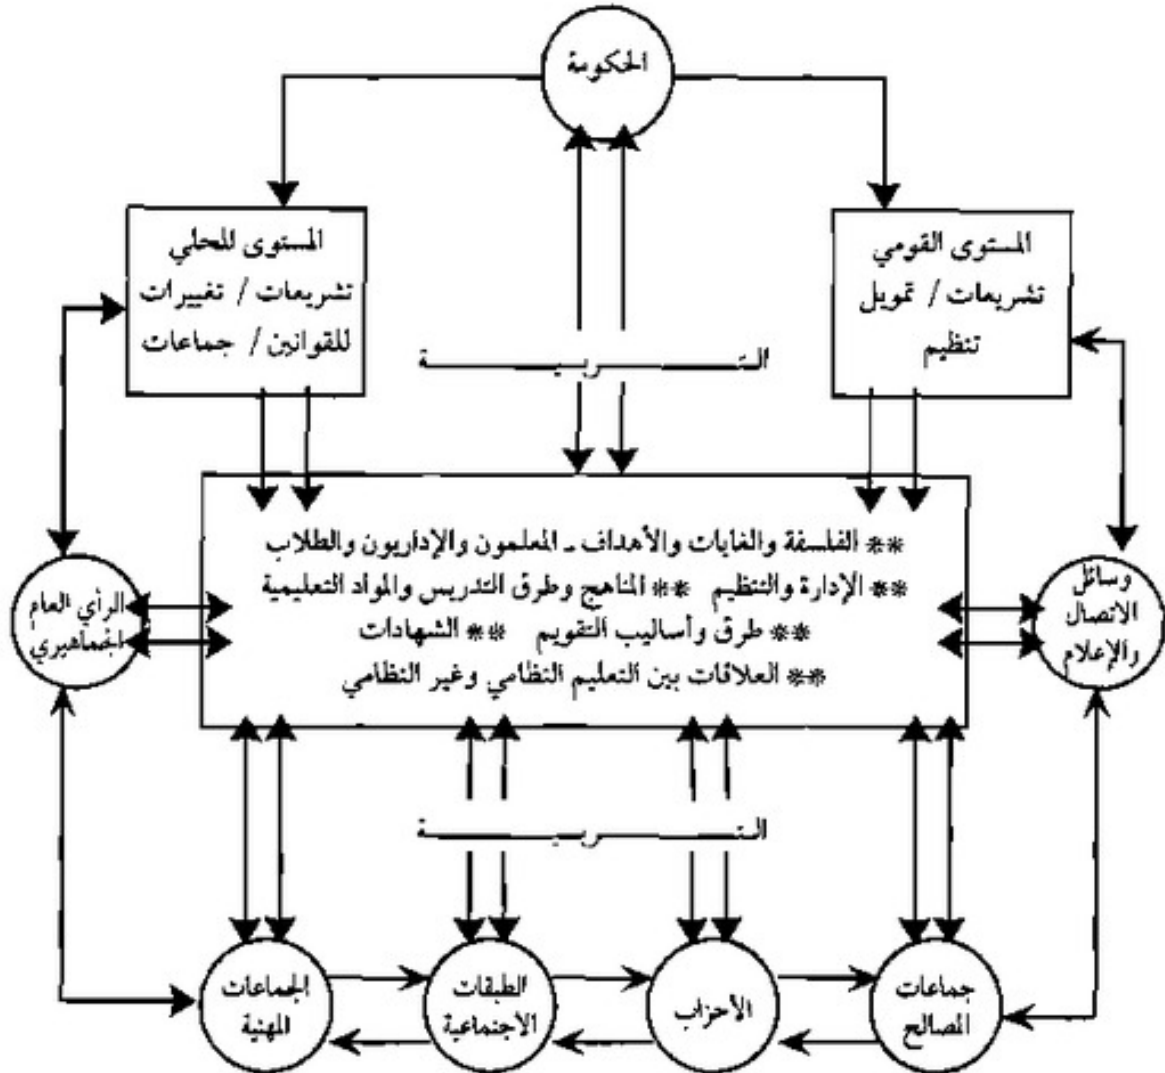 الحكومة
المستوى القومي
تشريعات / تمويل
تنظيم
المستوى المحلي
تشريعات / تغييرات
للقوانين / جماعات
التـــــــــربيـــــــــة
** الفلسفة والغايات والأهداف ـ المعلمون والإداريون والطلاب
** الإدارة والتنظيم ** المناهج وطرق التدريس والمواد التعليمية
** طرق وأساليب التقويم ** الشهادات
** العلاقات بين التعليم النظامي وغير النظامي
وسائل
الاتصال
والإعلام
الرأي العام
الجماهيري
التـــــــــربيـــــــــة
جماعات
المصالح
الأحزاب
الطبقات
الاجتماعية
الجماعات
المهنية